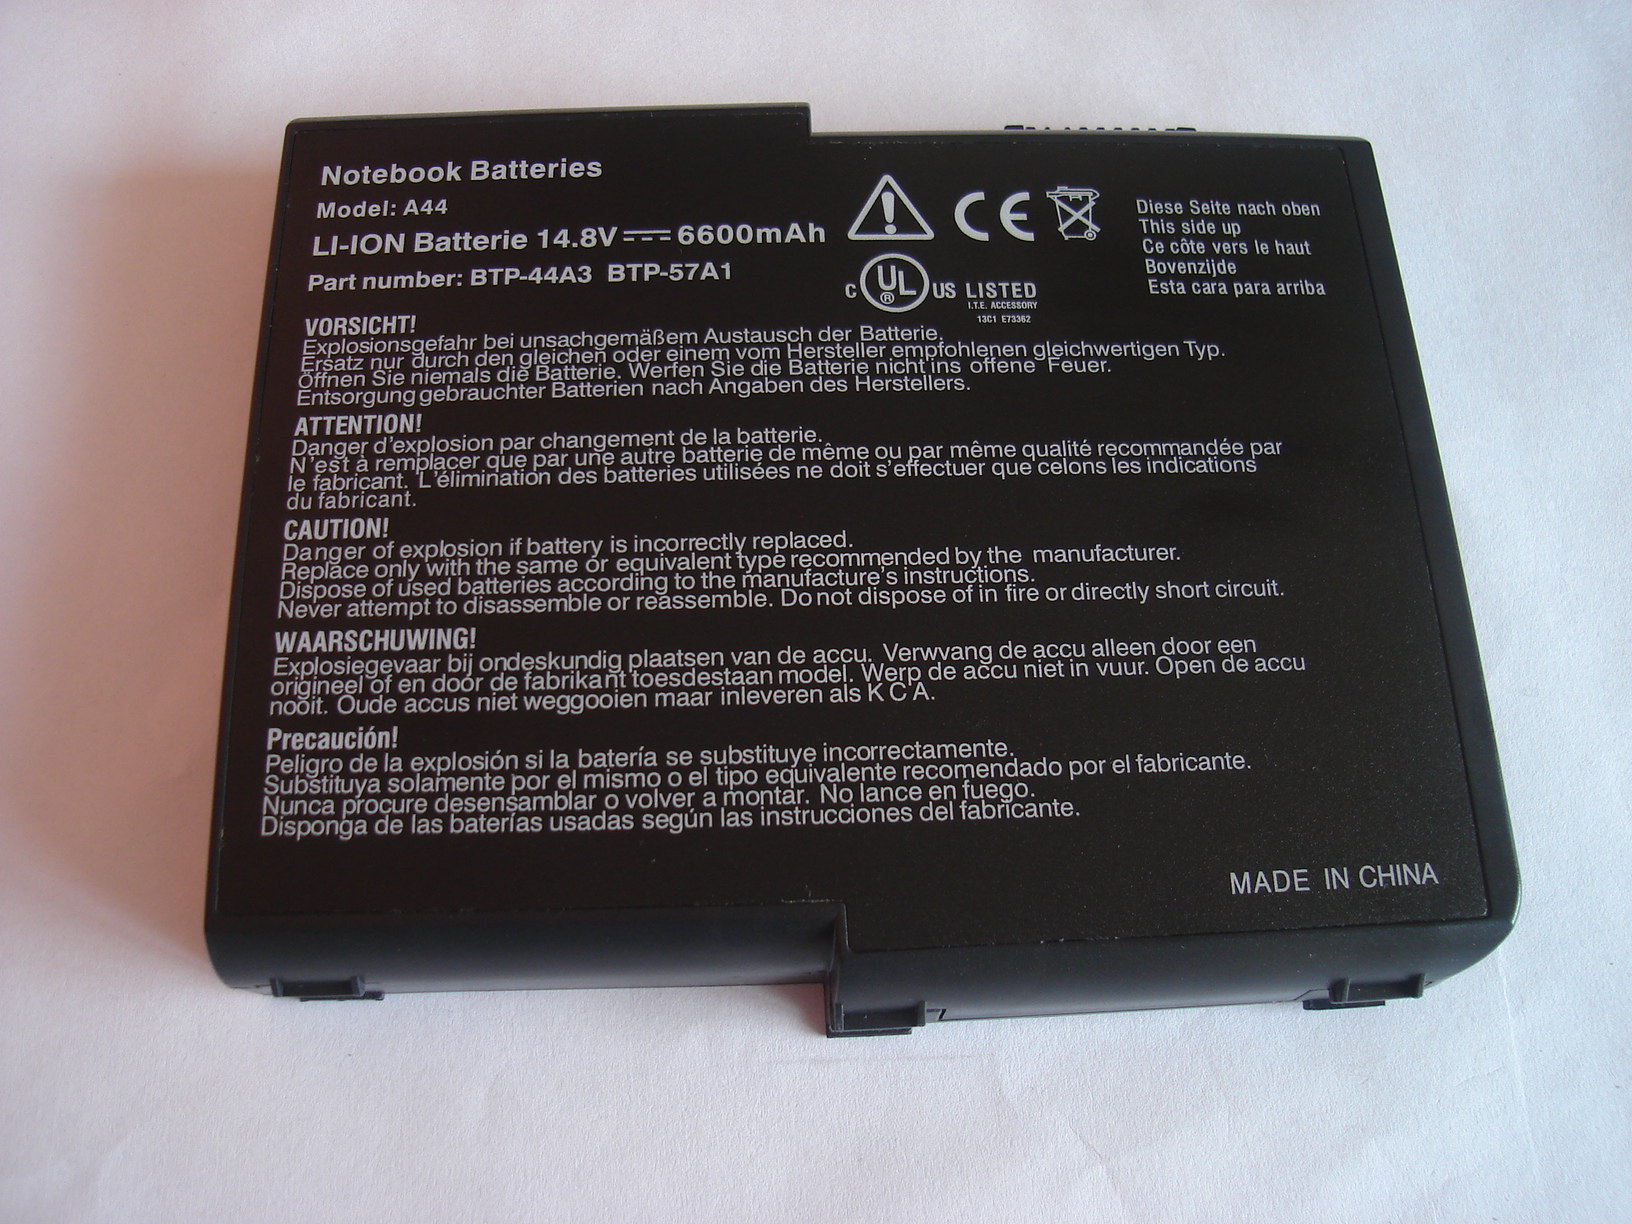 Notebook Batteries
Model: A44
LI-ION Batterie 14.8V 6600mAh
Part number: BTP-44A3 BTP-57A1
CE
C UL US LISTED
®
I.T.E. ACCESSORY
13C1 E73362
Diese Seite nach oben
This side up
Ce côte vers le haut
Bovenzijde
Esta cara para arriba
VORSICHT!
Explosionsgefahr bei unsachgemäßem Austausch der Batterie.
Ersatz nur durch den gleichen oder einem vom Hersteller empfohlenen gleichwertigen Typ.
Öffnen Sie niemals die Batterie. Werfen Sie die Batterie nicht ins offene Feuer.
Entsorgung gebrauchter Batterien nach Angaben des Herstellers.
ATTENTION!
Danger d'explosion par changement de la batterie.
N'est à remplacer que par une autre batterie de même ou par même qualité recommandée par
le fabricant. L'élimination des batteries utilisées ne doit s'effectuer que celons les indications
du fabricant.
CAUTION!
Danger of explosion if battery is incorrectly replaced.
Replace only with the same or equivalent type recommended by the manufacturer.
Dispose of used batteries according to the manufacture's instructions.
Never attempt to disassemble or reassemble. Do not dispose of in fire or directly short circuit.
WAARSCHUWING!
Explosiegevaar bij ondeskundig plaatsen van de accu. Verwvang de accu alleen door een
origineel of en door de fabrikant toesdestaan model. Werp de accu niet in vuur. Open de accu
nooit. Oude accus niet weggooien maar inleveren als K C A.
Precaución!
Peligro de la explosión si la batería se substituye incorrectamente.
Substituya solamente por el mismo o el tipo equivalente recomendado por el fabricante.
Nunca procure desensamblar o volver a montar. No lance en fuego.
Disponga de las baterías usadas según las instrucciones del fabricante.
MADE IN CHINA